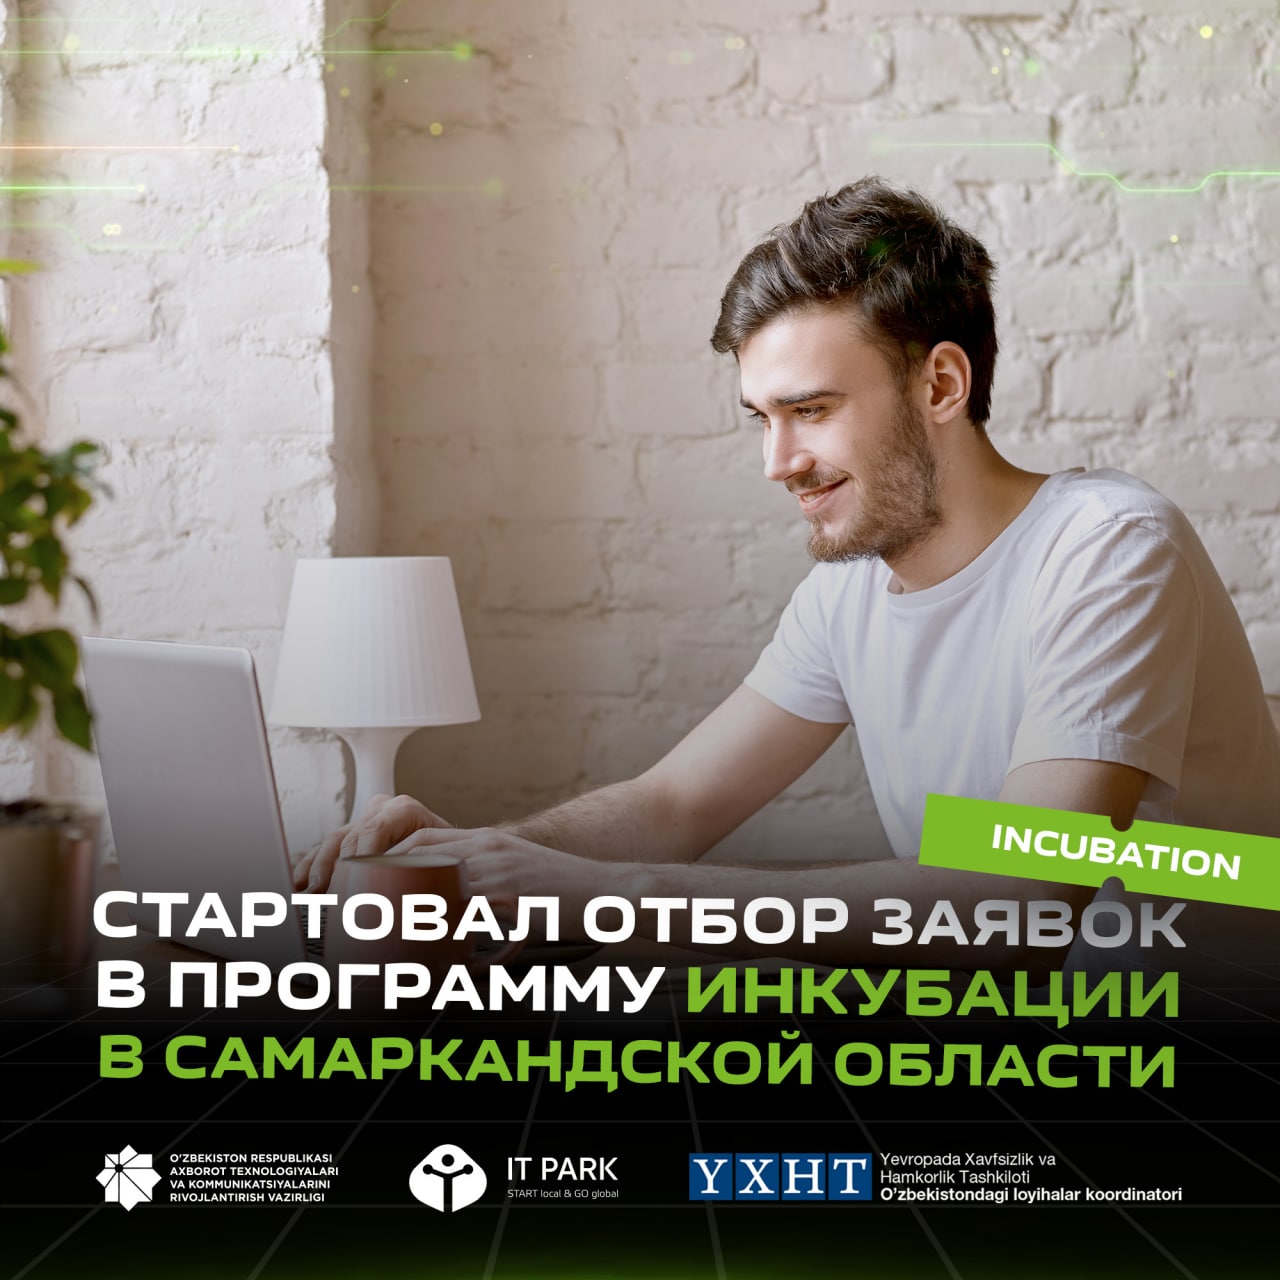 INCUBATION
СТАРТОВАЛ ОТБОР ЗАЯВОК
В ПРОГРАММУ ИНКУБАЦИИ
В САМАРКАНДСКОЙ ОБЛАСТИ
O'ZBEKISTON RESPUBLIKASI
AXBOROT TEXNOLOGIYALARI
VA KOMMUNIKATSIYALARINI
RIVOJLANTIRISH VAZIRLIGI
IT PARK
START local & GO global
YXHT
Yevropada Xavfsizlik va
Hamkorlik Tashkiloti
O'zbekistondagi loyihalar koordinatori